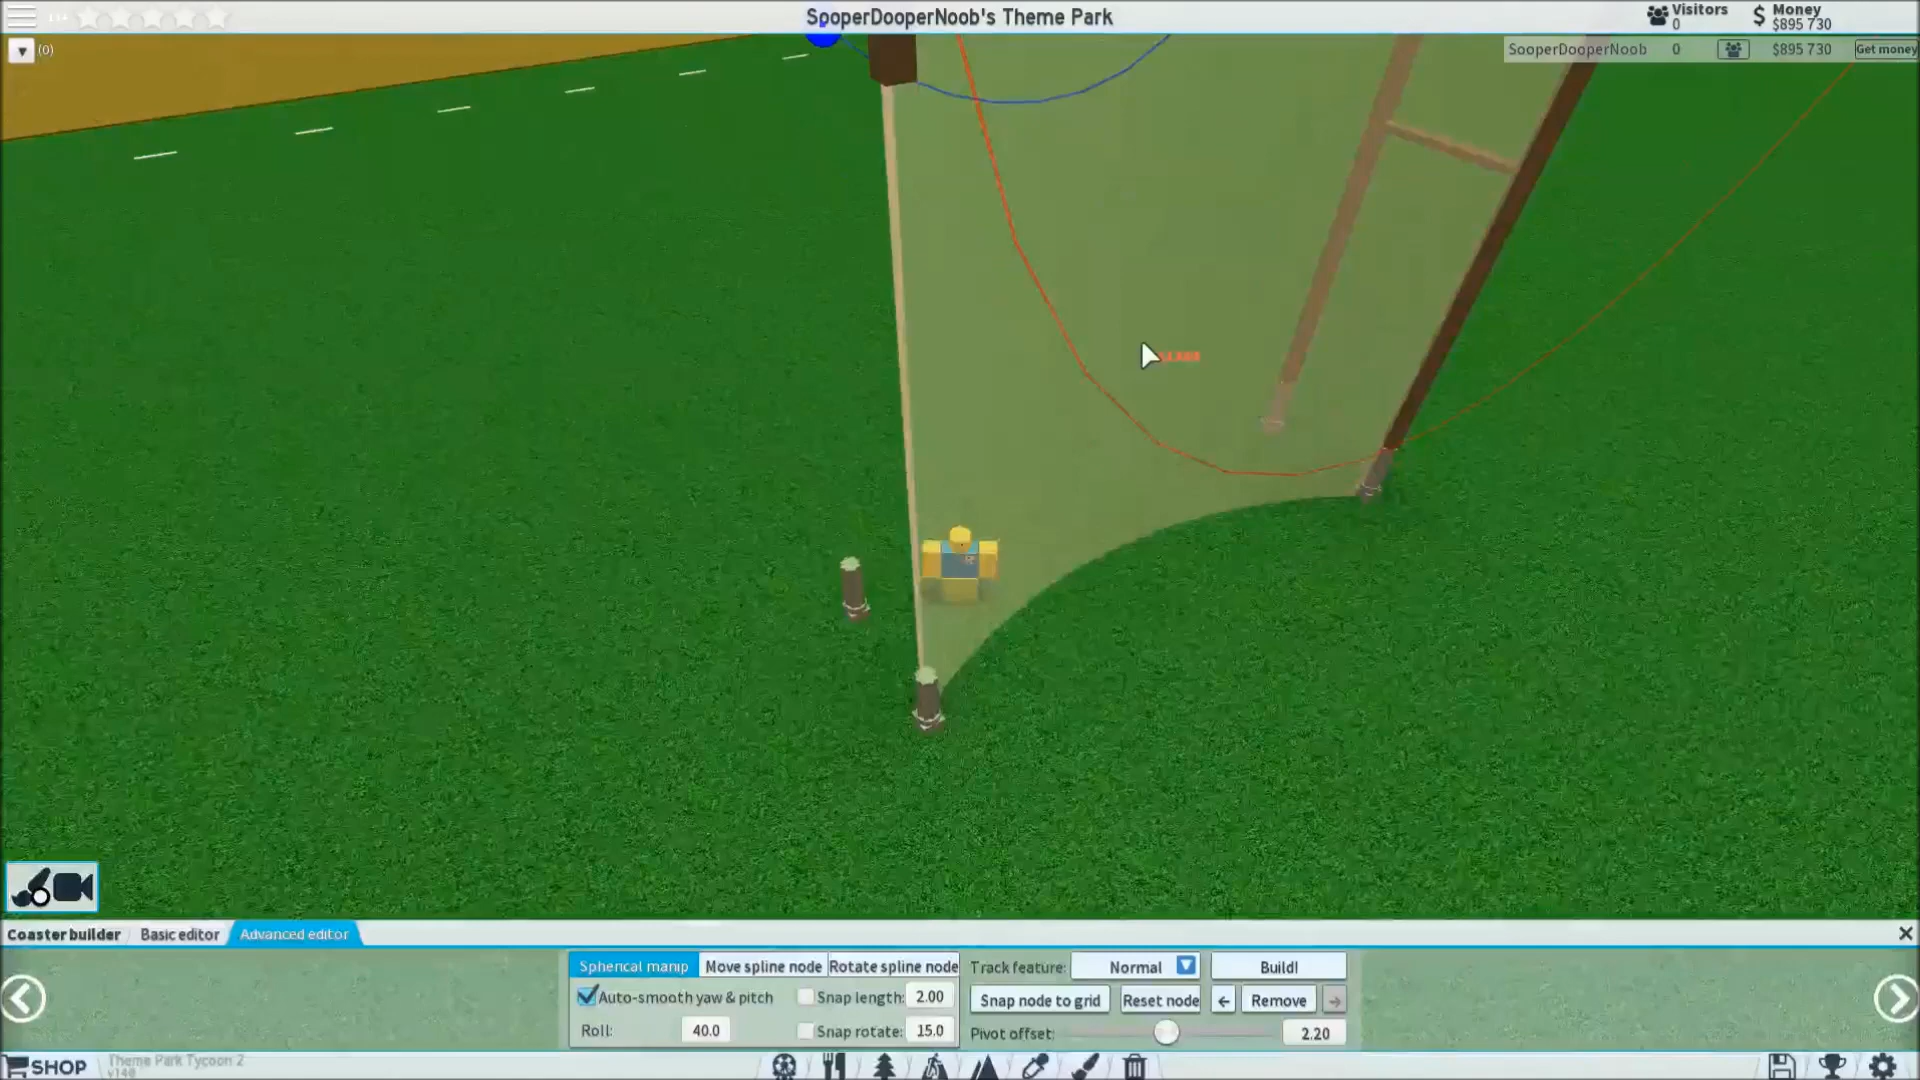 SooperDooperNoob's Theme Park
Visitors
0
$ Money
$895 730
(0)
SooperDooperNoob 0 $895 730 Get money
Coaster builder Basic editor Advanced editor
Spherical manip Move spline node Rotate spline node Track feature: Normal Build!
Auto-smooth yaw & pitch Snap length: 2.00 Snap node to grid Reset node Remove
Roll: 40.0 Snap rotate: 15.0 Pivot offset: 2.20
SHOP
Theme Park Tycoon 2
v140